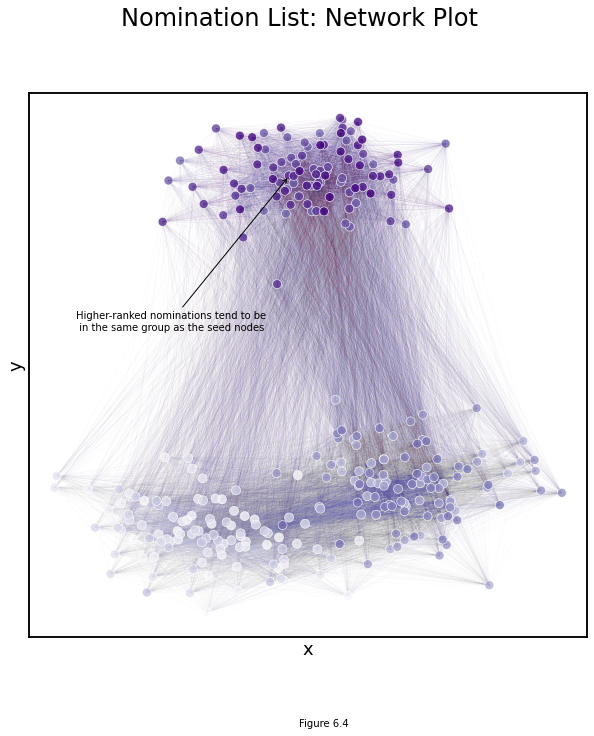 Nomination List: Network Plot
Higher-ranked nominations tend to be
in the same group as the seed nodes
y
x
Figure 6.4